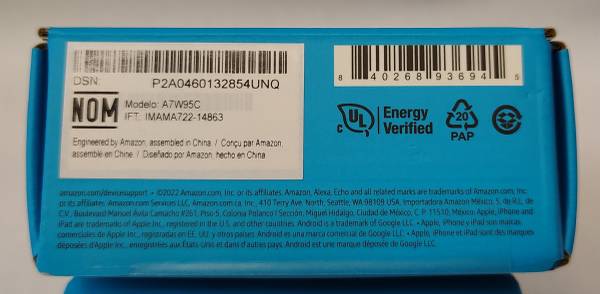 DSN: P2A0460132854UNQ
NOM
Modelo: A7W95C
IFT: IMAMA722-14863
Engineered by Amazon, assembled in China / Conçu par Amazon,
assemblé en Chine / Diseñado por Amazon, hecho en China
8 40268 93694 5
c UL US Energy
Verified
20
PAP
amazon.com/devicesupport • ©2022 Amazon.com, Inc. or its affiliates. Amazon, Alexa, Echo and all related marks are trademarks of Amazon.com, Inc.
or its affiliates. Amazon.com Services LLC, Amazon.com, Inc., 410 Terry Ave. North, Seattle, WA 98109 USA. Importadora Amazon México, S. de R.L. de
C.V., Boulevard Manuel Ávila Camacho #261, Piso 5, Colonia Polanco I Sección, Miguel Hidalgo, Ciudad de México, C. P. 11510, México • Apple, iPhone and
iPad are trademarks of Apple Inc., registered in the U.S. and other countries. Android is a trademark of Google LLC. • Apple, iPhone y iPad son marcas
comerciales de Apple Inc., registradas en EE. UU. y otros países. Android es una marca comercial de Google LLC. • Apple, iPhone et iPad sont des marques
déposées d'Apple Inc. enregistrées aux États-Unis et dans d'autres pays. Android est une marque déposée de Google LLC.